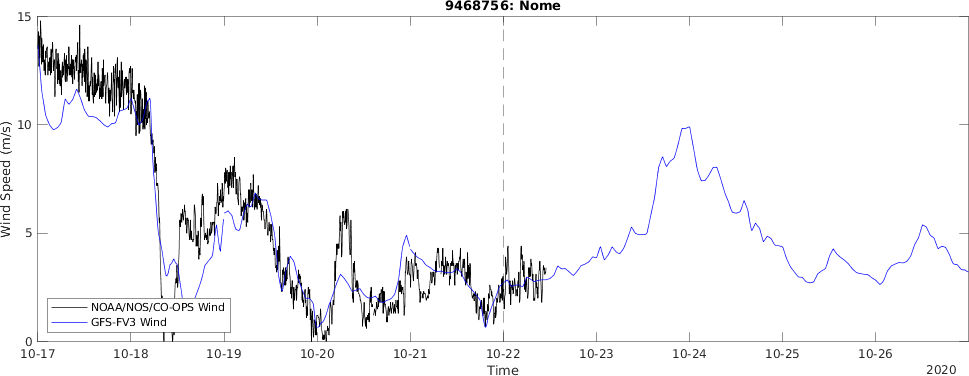 9468756: Nome
15
10
5
0
Wind Speed (m/s)
NOAA/NOS/CO-OPS Wind
GFS-FV3 Wind
10-17 10-18 10-19 10-20 10-21 10-22 10-23 10-24 10-25 10-26
Time
2020